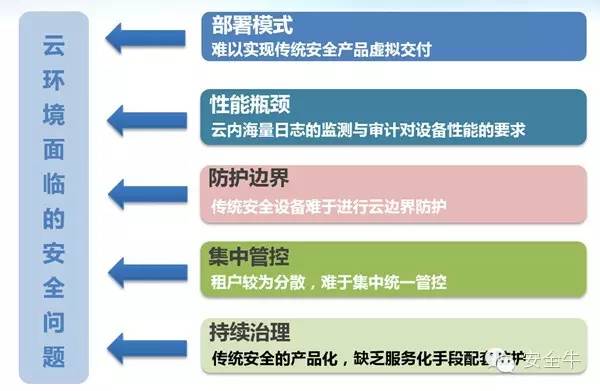 云环境面临的安全问题
部署模式
难以实现传统安全产品虚拟交付
性能瓶颈
云内海量日志的监测与审计对设备性能的要求
防护边界
传统安全设备难于进行云边界防护
集中管控
租户较为分散，难于集中统一管控
持续治理
传统安全的产品化，缺乏服务化手段配套防护
安全牛